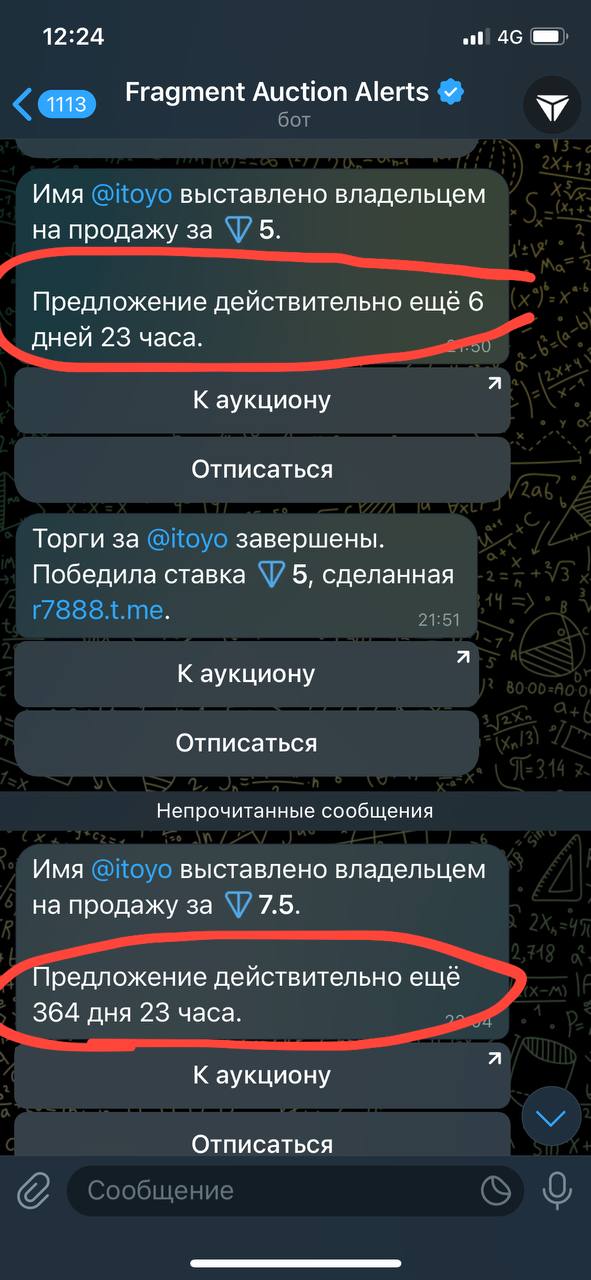 12:24
4G
1113
Fragment Auction Alerts
бот
Имя @itoyo выставлено владельцем
на продажу за 5.
Предложение действительно ещё 6
дней 23 часа.
21:50
К аукциону
Отписаться
Торги за @itoyo завершены.
Победила ставка 5, сделанная
r7888.t.me.
21:51
К аукциону
Отписаться
Непрочитанные сообщения
Имя @itoyo выставлено владельцем
на продажу за 7.5.
Предложение действительно ещё
364 дня 23 часа.
К аукциону
Отписаться
Сообщение